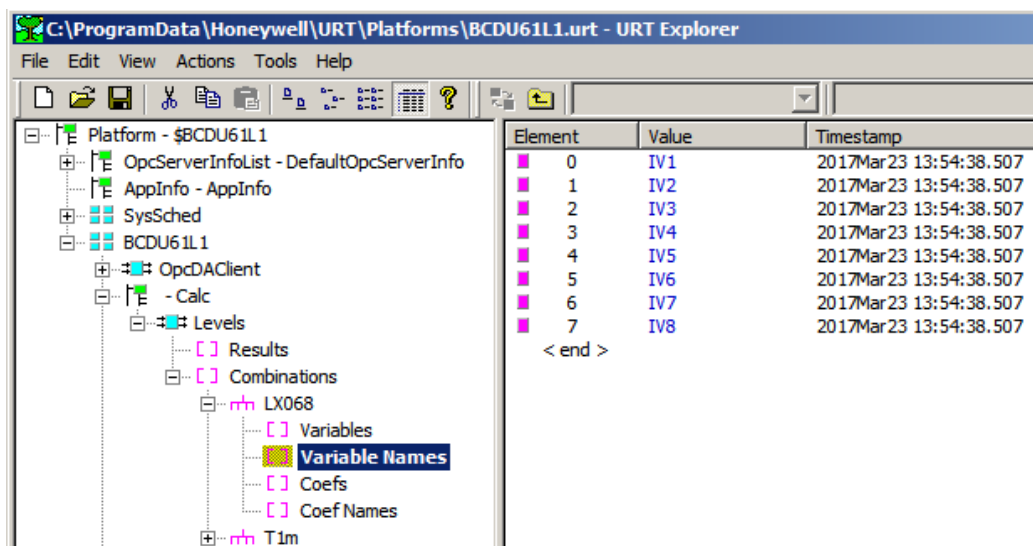 C:\ProgramData\Honeywell\URT\Platforms\BCDU61L1.urt - URT Explorer
File Edit View Actions Tools Help
Platform - $BCDU61L1
OpcServerInfoList - DefaultOpcServerInfo
AppInfo - AppInfo
SysSched
BCDU61L1
OpcDAClient
- Calc
Levels
Results
Combinations
LX068
Variables
Variable Names
Coefs
Coef Names
T1m
Element Value Timestamp
0 IV1 2017Mar23 13:54:38.507
1 IV2 2017Mar23 13:54:38.507
2 IV3 2017Mar23 13:54:38.507
3 IV4 2017Mar23 13:54:38.507
4 IV5 2017Mar23 13:54:38.507
5 IV6 2017Mar23 13:54:38.507
6 IV7 2017Mar23 13:54:38.507
7 IV8 2017Mar23 13:54:38.507
< end >